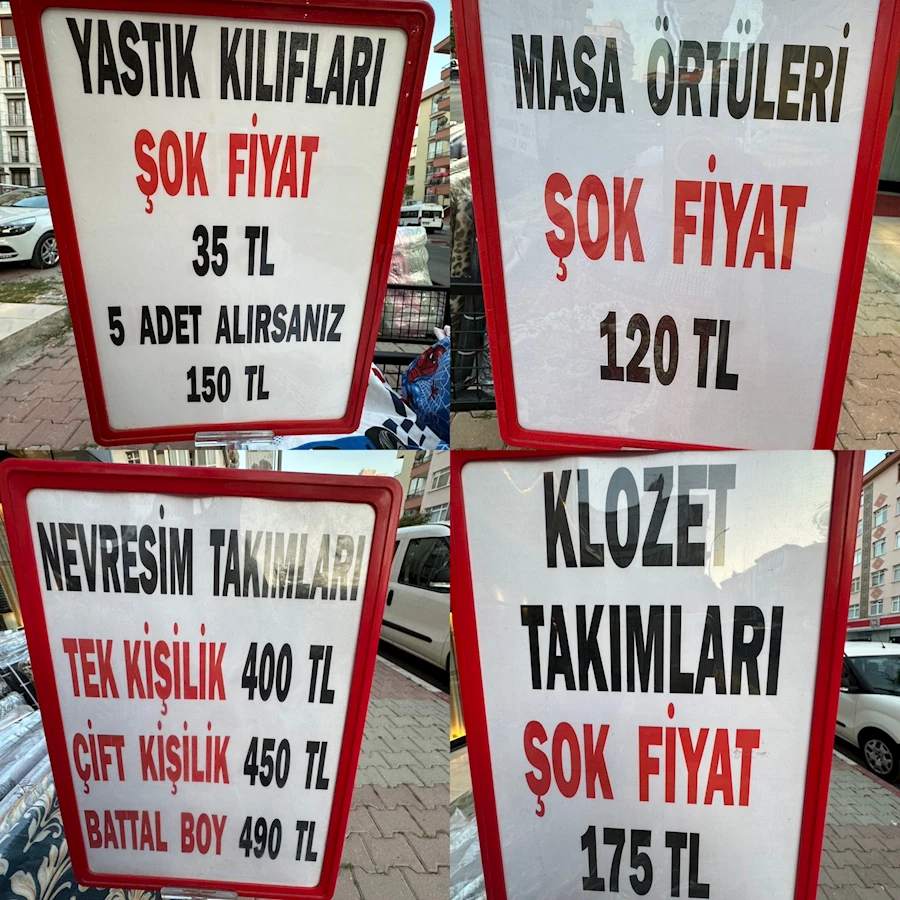 YASTIK KILIFLARI
ŞOK FİYAT
35 TL
5 ADET ALIRSANIZ
150 TL
MASA ÖRTÜLERİ
ŞOK FİYAT
120 TL
NEVRESİM TAKIMLARI
TEK KİŞİLİK 400 TL
ÇİFT KİŞİLİK 450 TL
BATTAL BOY 490 TL
KLOZET
TAKIMLARI
ŞOK FİYAT
175 TL